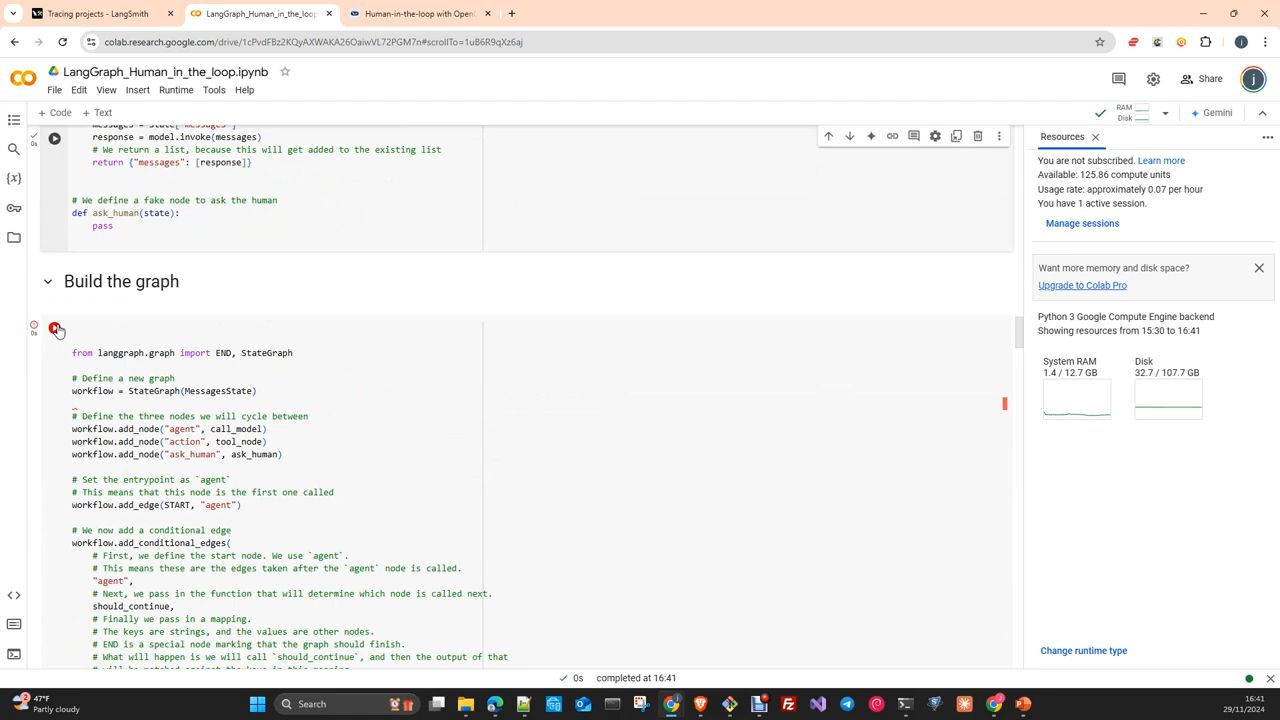 Tracing projects - LangSmith
LangGraph_Human_in_the_loop
Human-in-the-loop with Open
colab.research.google.com/drive/1cPvdFBz2KQyAXWAKA26OaiwVL72PGM7n#scrollTo=1uB6R9qXz6aj
LangGraph_Human_in_the_loop.ipynb
File Edit View Insert Runtime Tools Help
Share
j
+ Code + Text
RAM
Disk
Gemini
response = model.invoke(messages)
# We return a list, because this will get added to the existing list
return {"messages": [response]}
# We define a fake node to ask the human
def ask_human(state):
pass
0s
Build the graph
0s
from langgraph.graph import END, StateGraph
# Define a new graph
workflow = StateGraph(MessagesState)
# Define the three nodes we will cycle between
workflow.add_node("agent", call_model)
workflow.add_node("action", tool_node)
workflow.add_node("ask_human", ask_human)
# Set the entrypoint as `agent`
# This means that this node is the first one called
workflow.add_edge(START, "agent")
# We now add a conditional edge
workflow.add_conditional_edges(
# First, we define the start node. We use `agent`.
# This means these are the edges taken after the `agent` node is called.
"agent",
# Next, we pass in the function that will determine which node is called next.
should_continue,
# Finally we pass in a mapping.
# The keys are strings, and the values are other nodes.
# END is a special node marking that the graph should finish.
# What will happen is we will call `should_continue`, and then the output of that
Resources
You are not subscribed. Learn more
Available: 125.86 compute units
Usage rate: approximately 0.07 per hour
You have 1 active session.
Manage sessions
Want more memory and disk space?
Upgrade to Colab Pro
Python 3 Google Compute Engine backend
Showing resources from 15:30 to 16:41
System RAM
1.4 / 12.7 GB
Disk
32.7 / 107.7 GB
Change runtime type
0s completed at 16:41
47°F
Partly cloudy
Search
16:41
29/11/2024